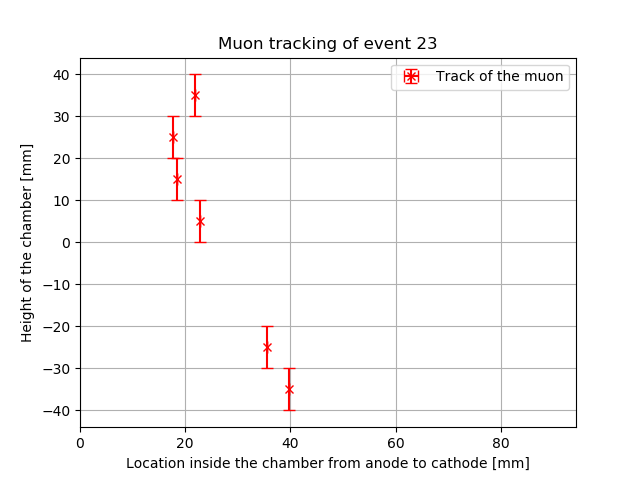 Muon tracking of event 23
Track of the muon
Height of the chamber [mm]
40
30
20
10
0
−10
−20
−30
−40
0 20 40 60 80
Location inside the chamber from anode to cathode [mm]